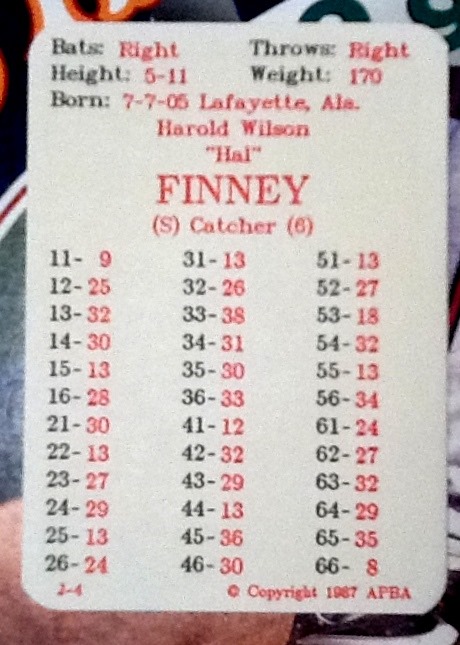 Bats: Right Throws: Right
Height: 5-11 Weight: 170
Born: 7-7-05 Lafayette, Ala.
Harold Wilson
"Hal"
FINNEY
(S) Catcher (6)
11- 9 31-13 51-13
12-25 32-26 52-27
13-32 33-38 53-18
14-30 34-31 54-32
15-13 35-30 55-13
16-28 36-33 56-34
21-30 41-12 61-24
22-13 42-32 62-27
23-27 43-29 63-32
24-29 44-13 64-29
25-13 45-36 65-35
26-24 46-30 66- 8
J-4 © Copyright 1987 APBA